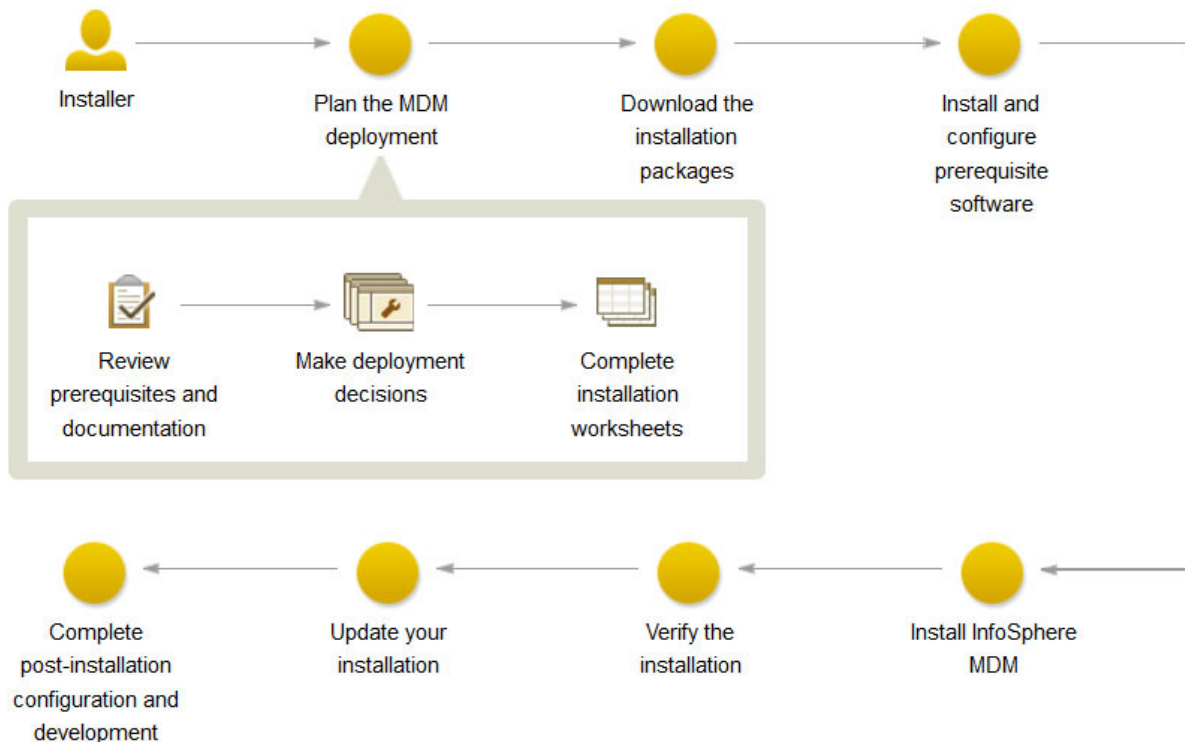 Installer
Plan the MDM
deployment
Download the
installation
packages
Install and
configure
prerequisite
software
Review
prerequisites and
documentation
Make deployment
decisions
Complete
installation
worksheets
Complete
post-installation
configuration and
development
Update your
installation
Verify the
installation
Install InfoSphere
MDM